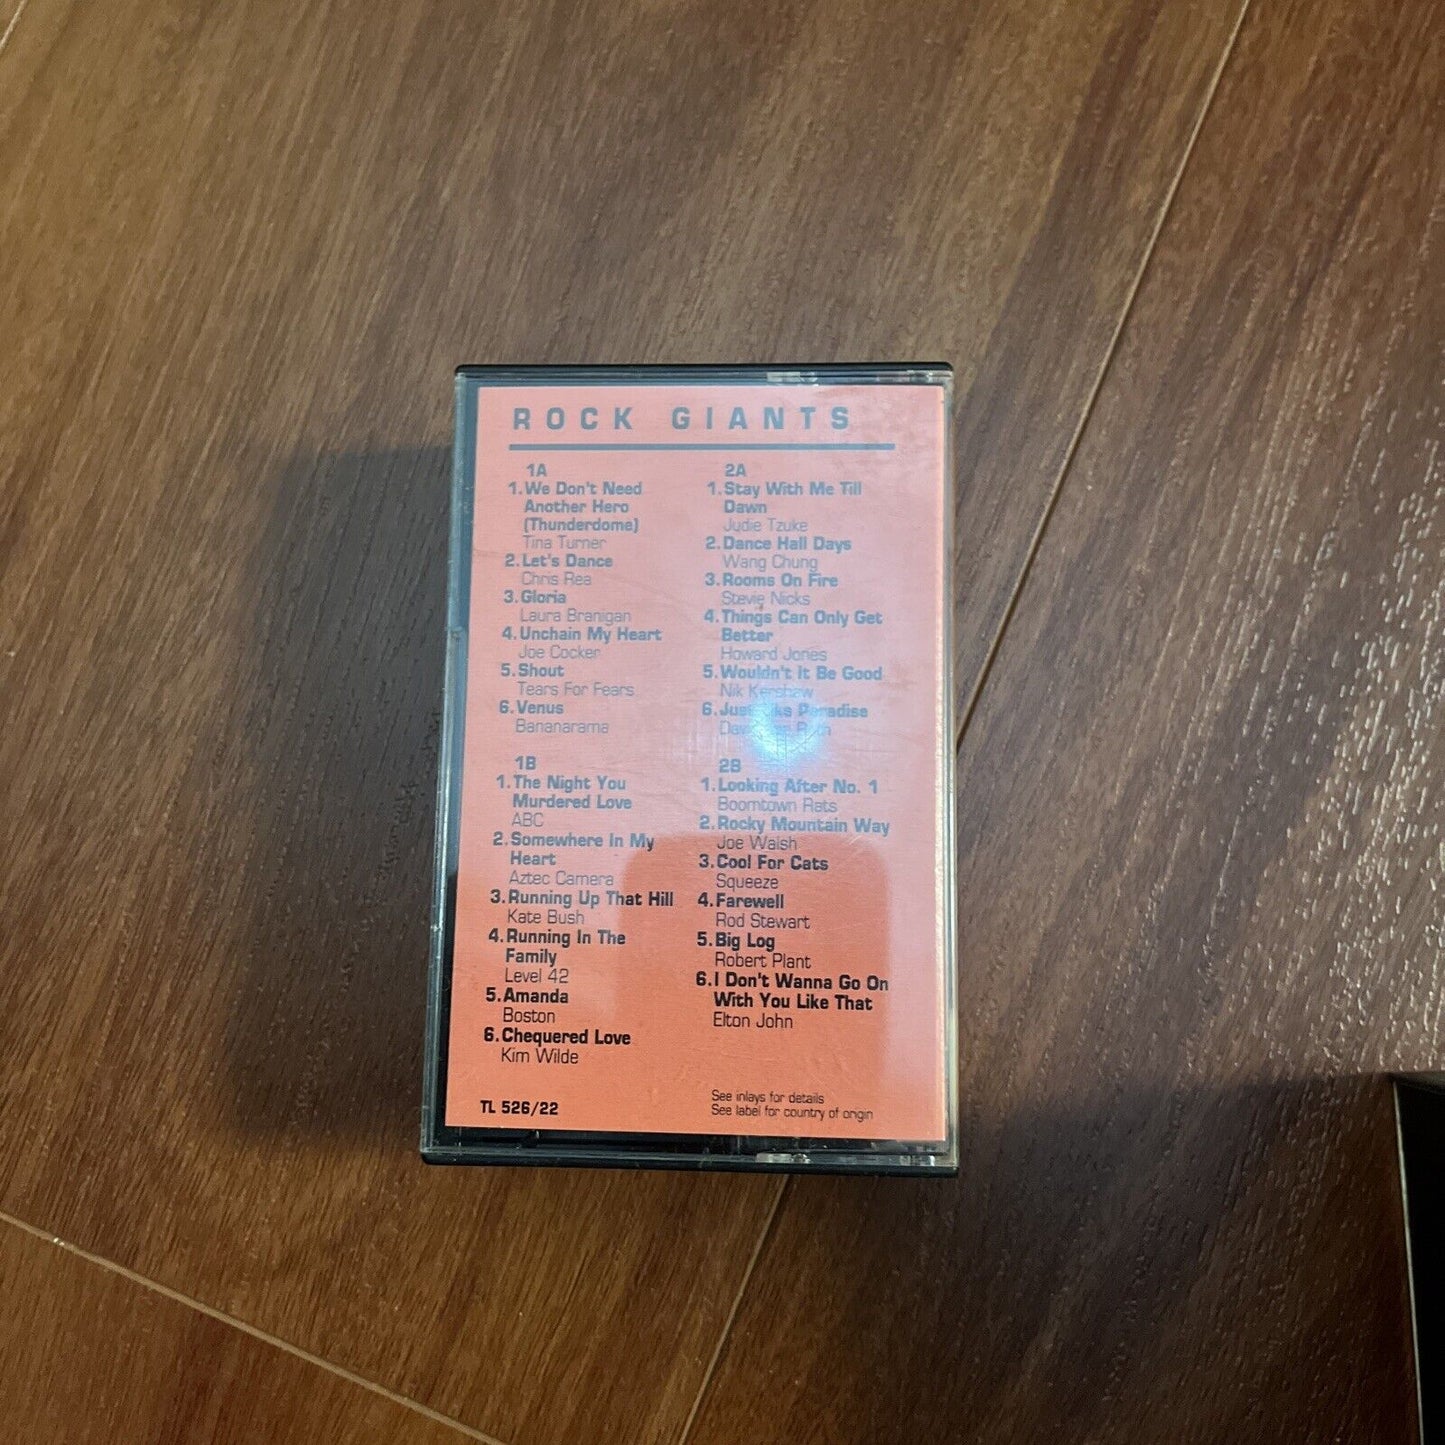 ROCK GIANTS
1A
1. We Don't Need
Another Hero
(Thunderdome)
Tina Turner
2. Let's Dance
Chris Rea
3. Gloria
Laura Branigan
4. Unchain My Heart
Joe Cocker
5. Shout
Tears For Fears
6. Venus
Bananarama
1B
1. The Night You
Murdered Love
ABC
2. Somewhere In My
Heart
Aztec Camera
3. Running Up That Hill
Kate Bush
4. Running In The
Family
Level 42
5. Amanda
Boston
6. Chequered Love
Kim Wilde
TL 526/22
2A
1. Stay With Me Till
Dawn
Judie Tzuke
2. Dance Hall Days
Wang Chung
3. Rooms On Fire
Stevie Nicks
4. Things Can Only Get
Better
Howard Jones
5. Wouldn't It Be Good
Nik Kershaw
6. Just Like Paradise
2B
1. Looking After No. 1
Boomtown Rats
2. Rocky Mountain Way
Joe Walsh
3. Cool For Cats
Squeeze
4. Farewell
Rod Stewart
5. Big Log
Robert Plant
6. I Don't Wanna Go On
With You Like That
Elton John
See inlays for details
See label for country of origin